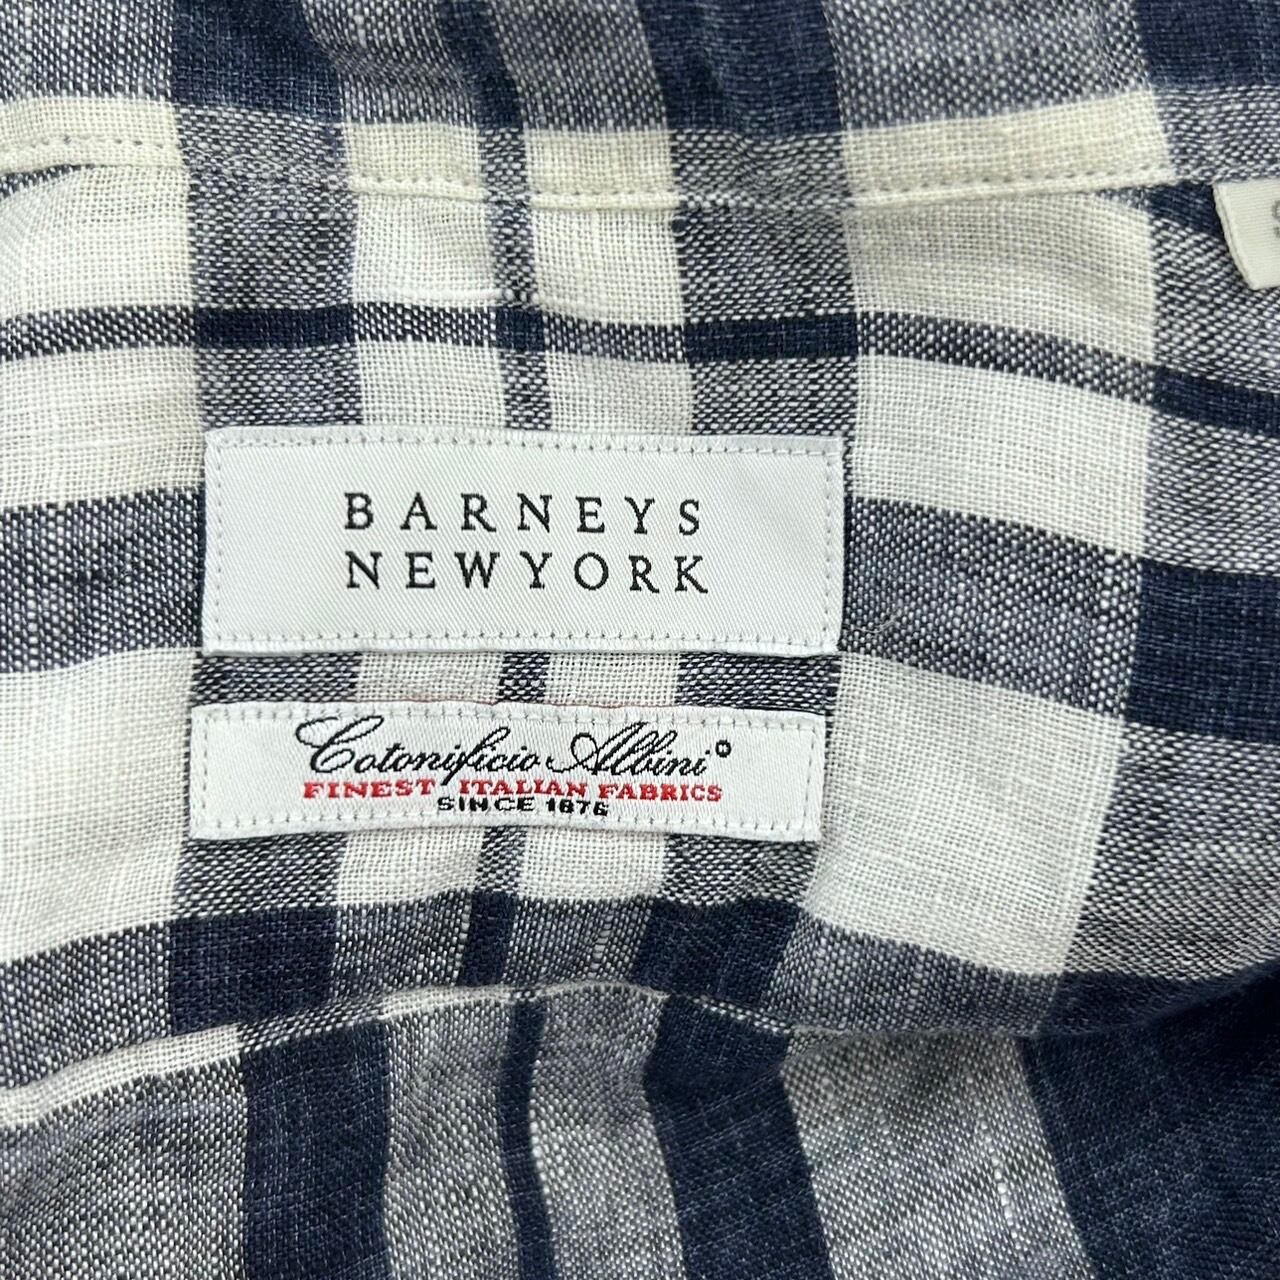 BARNEYS
NEWYORK
Cotonificio Albini
FINEST ITALIAN FABRICS
SINCE 1876